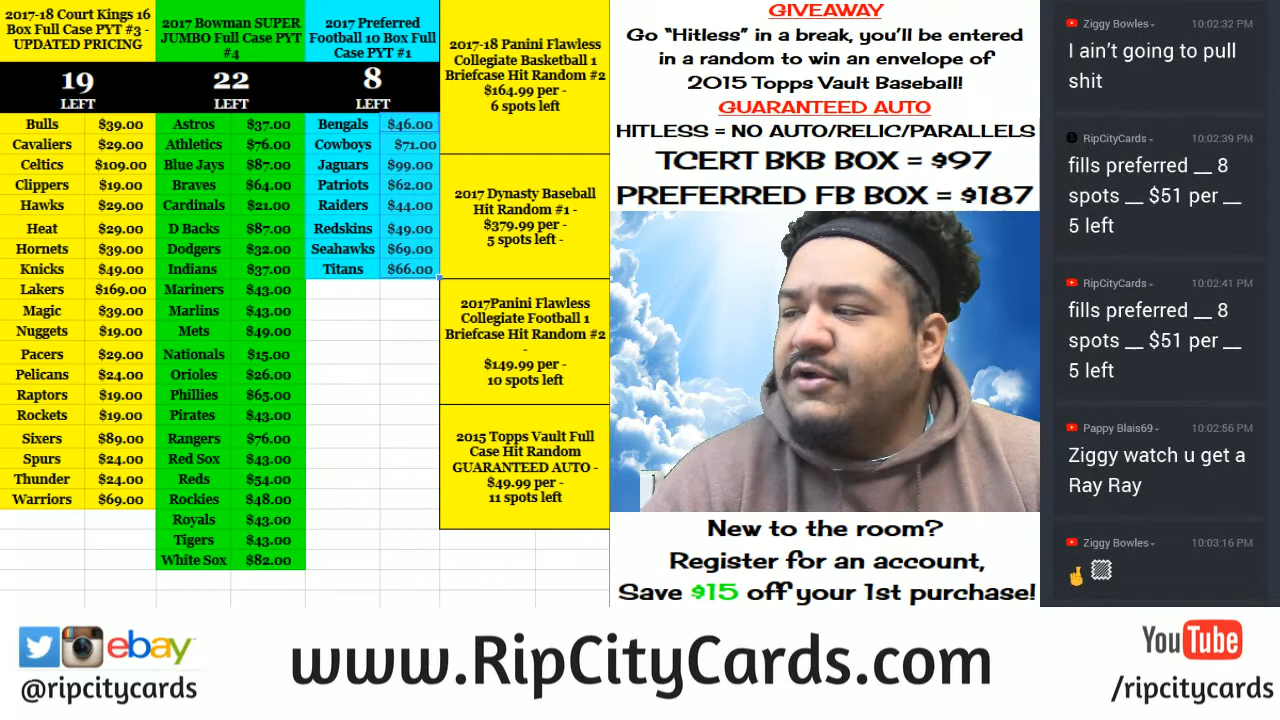 2017-18 Court Kings 16
Box Full Case PYT #3 -
UPDATED PRICING
19
LEFT
Bulls $39.00
Cavaliers $29.00
Celtics $109.00
Clippers $19.00
Hawks $29.00
Heat $29.00
Hornets $39.00
Knicks $49.00
Lakers $169.00
Magic $39.00
Nuggets $19.00
Pacers $29.00
Pelicans $24.00
Raptors $19.00
Rockets $19.00
Sixers $89.00
Spurs $24.00
Thunder $24.00
Warriors $69.00
2017 Bowman SUPER
JUMBO Full Case PYT
#4
22
LEFT
Astros $37.00
Athletics $76.00
Blue Jays $87.00
Braves $64.00
Cardinals $21.00
D Backs $87.00
Dodgers $32.00
Indians $37.00
Mariners $43.00
Marlins $43.00
Mets $49.00
Nationals $15.00
Orioles $26.00
Phillies $65.00
Pirates $43.00
Rangers $76.00
Red Sox $43.00
Reds $54.00
Rockies $48.00
Royals $43.00
Tigers $43.00
White Sox $82.00
2017 Preferred
Football 10 Box Full
Case PYT #1
8
LEFT
Bengals $46.00
Cowboys $71.00
Jaguars $99.00
Patriots $62.00
Raiders $44.00
Redskins $49.00
Seahawks $69.00
Titans $66.00
2017-18 Panini Flawless
Collegiate Basketball 1
Briefcase Hit Random #2
$164.99 per -
6 spots left
2017 Dynasty Baseball
Hit Random #1 -
$379.99 per -
5 spots left -
2017Panini Flawless
Collegiate Football 1
Briefcase Hit Random #2
-
$149.99 per -
10 spots left
2015 Topps Vault Full
Case Hit Random
GUARANTEED AUTO -
$49.99 per -
11 spots left
GIVEAWAY
Go "Hitless" in a break, you'll be entered
in a random to win an envelope of
2015 Topps Vault Baseball!
GUARANTEED AUTO
HITLESS = NO AUTO/RELIC/PARALLELS
TCERT BKB BOX = $97
PREFERRED FB BOX = $187
New to the room?
Register for an account,
Save $15 off your 1st purchase!
Ziggy Bowles 10:02:32 PM
I ain't going to pull
shit
RipCityCards 10:02:39 PM
fills preferred __ 8
spots __ $51 per __
5 left
RipCityCards 10:02:41 PM
fills preferred __ 8
spots __ $51 per __
5 left
Pappy Blais69 10:02:56 PM
Ziggy watch u get a
Ray Ray
Ziggy Bowles 10:03:16 PM
ebay
@ripcitycards
www.RipCityCards.com
YouTube
/ripcitycards